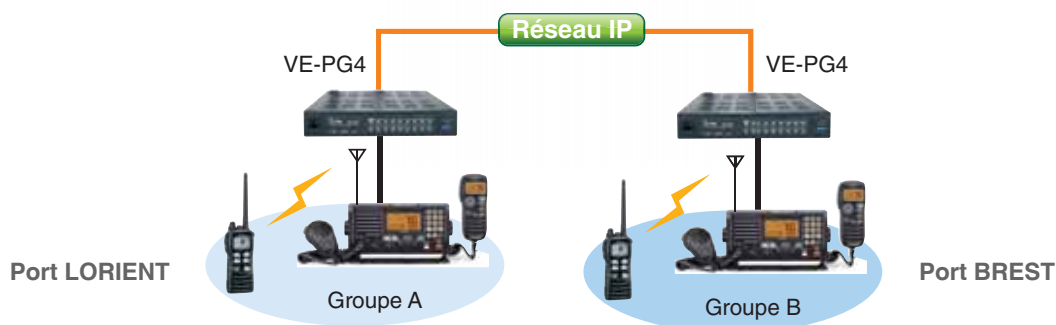 Réseau IP
VE-PG4
VE-PG4
Port LORIENT
Groupe A
Groupe B
Port BREST